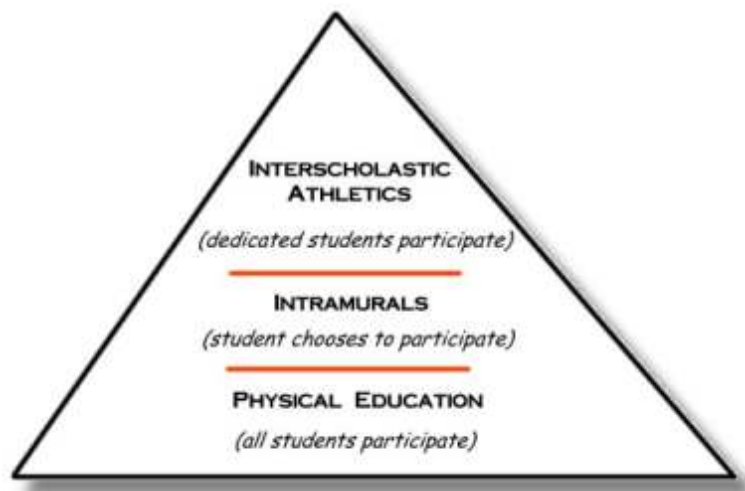 INTERSCHOLASTIC
ATHLETICS
(dedicated students participate)
INTRAMURALS
(student chooses to participate)
PHYSICAL EDUCATION
(all students participate)